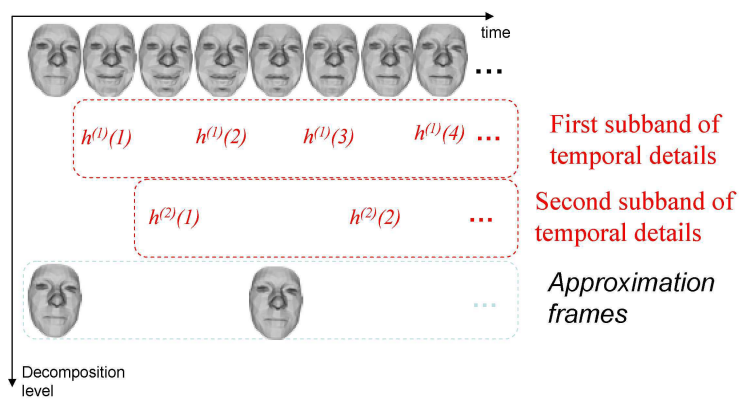 time
...
h(1)(1) h(1)(2) h(1)(3) h(1)(4) ...
First subband of
temporal details
h(2)(1) h(2)(2) ...
Second subband of
temporal details
...
Approximation
frames
Decomposition
level